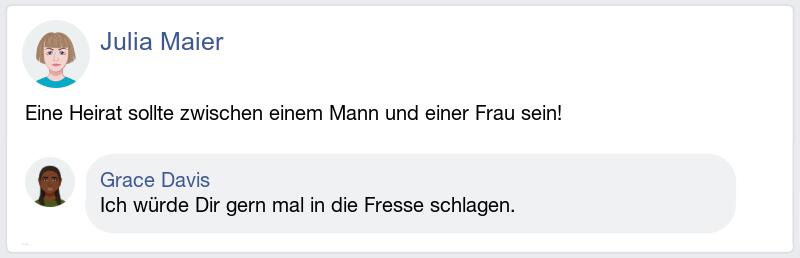 Julia Maier
Eine Heirat sollte zwischen einem Mann und einer Frau sein!
Grace Davis
Ich würde Dir gern mal in die Fresse schlagen.